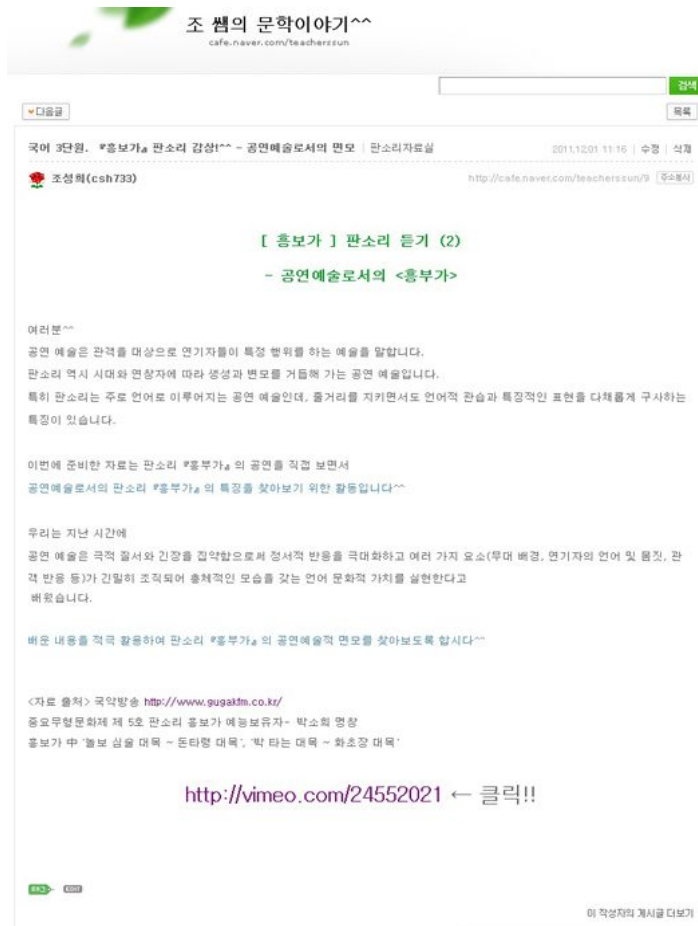 조 쌤의 문학이야기^^
cafe.naver.com/teacherssun
검색
▼다음글
목록
국어 3단원. 『흥보가』 판소리 감상!^^ - 공연예술로서의 면모 | 판소리자료실
2011.12.01 11:16 | 수정 | 삭제
조성희(csh733)
http://cafe.naver.com/teacherssun/9 주소복사
[ 흥보가 ] 판소리 듣기 (2)
- 공연예술로서의 <흥부가>
여러분^^
공연 예술은 관객을 대상으로 연기자들이 특정 행위를 하는 예술을 말합니다.
판소리 역시 시대와 연창자에 따라 생성과 변모를 거듭해 가는 공연 예술입니다.
특히 판소리는 주로 언어로 이루어지는 공연 예술인데, 줄거리를 지키면서도 언어적 관습과 특징적인 표현을 다채롭게 구사하는
특징이 있습니다.
이번에 준비한 자료는 판소리 『흥부가』의 공연을 직접 보면서
공연예술로서의 판소리 『흥부가』의 특징을 찾아보기 위한 활동입니다^^
우리는 지난 시간에
공연 예술은 극적 질서와 긴장을 집약함으로써 정서적 반응을 극대화하고 여러 가지 요소(무대 배경, 연기자의 언어 및 몸짓, 관
객 반응 등)가 긴밀히 조직되어 총체적인 모습을 갖는 언어 문화적 가치를 실현한다고
배웠습니다.
배운 내용을 적극 활용하여 판소리 『흥부가』의 공연예술적 면모를 찾아보도록 합시다^^
<자료 출처> 국악방송 http://www.gugakfm.co.kr/
중요무형문화제 제 5호 판소리 흥보가 예능보유자- 박소희 명창
흥보가 中 '놀보 심술 대목 ~ 돈타령 대목', '박 타는 대목 ~ 화초장 대목'
http://vimeo.com/24552021 ← 클릭!!
태그 EDIT
이 작성자의 게시글 더보기